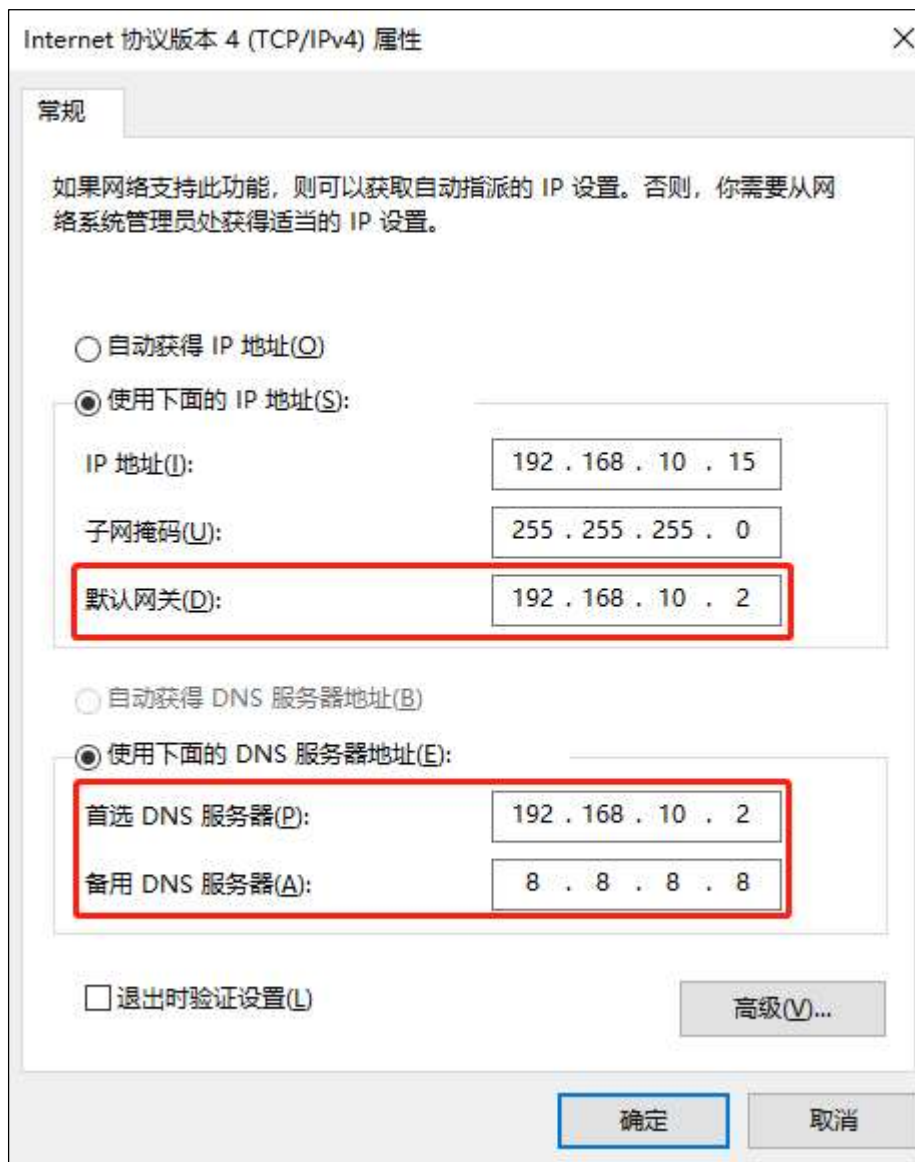 Internet 协议版本 4 (TCP/IPv4) 属性
常规
如果网络支持此功能，则可以获取自动指派的 IP 设置。否则，你需要从网
络系统管理员处获得适当的 IP 设置。
自动获得 IP 地址(O)
使用下面的 IP 地址(S):
IP 地址(I): 192 . 168 . 10 . 15
子网掩码(U): 255 . 255 . 255 . 0
默认网关(D): 192 . 168 . 10 . 2
自动获得 DNS 服务器地址(B)
使用下面的 DNS 服务器地址(E):
首选 DNS 服务器(P): 192 . 168 . 10 . 2
备用 DNS 服务器(A): 8 . 8 . 8 . 8
退出时验证设置(L)
高级(V)...
确定 取消